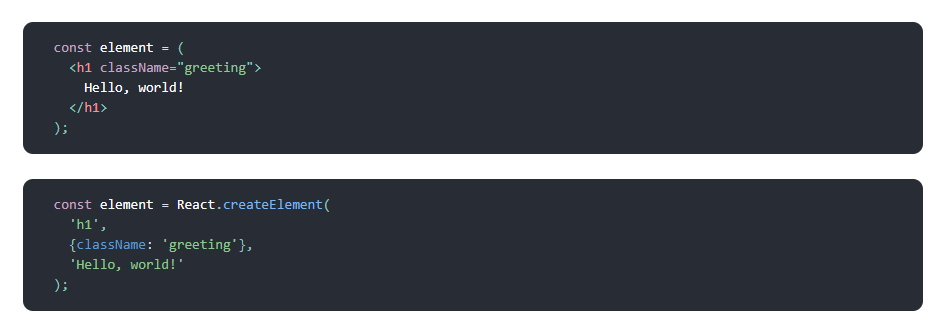 const element = (
  <h1 className="greeting">
    Hello, world!
  </h1>
);
const element = React.createElement(
  'h1',
  {className: 'greeting'},
  'Hello, world!'
);